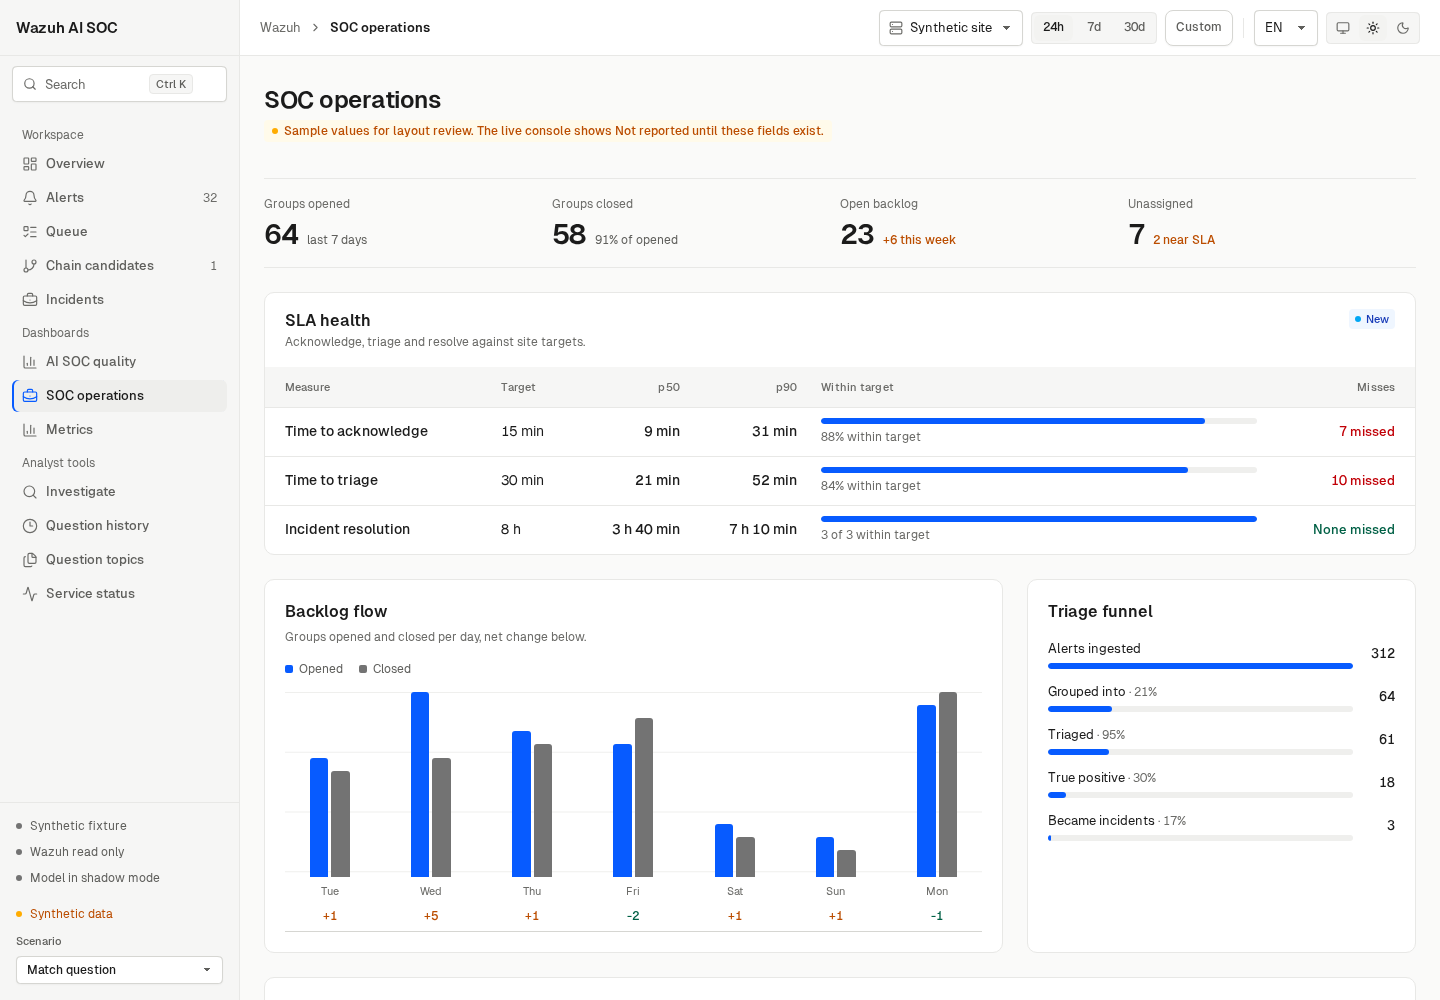 Wazuh AI SOC
Search Ctrl K
Workspace
Overview
Alerts 32
Queue
Chain candidates 1
Incidents
Dashboards
AI SOC quality
SOC operations
Metrics
Analyst tools
Investigate
Question history
Question topics
Service status
Synthetic fixture
Wazuh read only
Model in shadow mode
Synthetic data
Scenario
Match question
Wazuh SOC operations Synthetic site 24h 7d 30d Custom EN
SOC operations
Sample values for layout review. The live console shows Not reported until these fields exist.
Groups opened Groups closed Open backlog Unassigned
64 last 7 days 58 91% of opened 23 +6 this week 7 2 near SLA
SLA health New
Acknowledge, triage and resolve against site targets.
Measure Target p50 p90 Within target Misses
Time to acknowledge 15 min 9 min 31 min 88% within target 7 missed
Time to triage 30 min 21 min 52 min 84% within target 10 missed
Incident resolution 8 h 3 h 40 min 7 h 10 min 3 of 3 within target None missed
Backlog flow
Groups opened and closed per day, net change below.
Opened Closed
Tue Wed Thu Fri Sat Sun Mon
+1 +5 +1 -2 +1 +1 -1
Triage funnel
Alerts ingested 312
Grouped into · 21% 64
Triaged · 95% 61
True positive · 30% 18
Became incidents · 17% 3